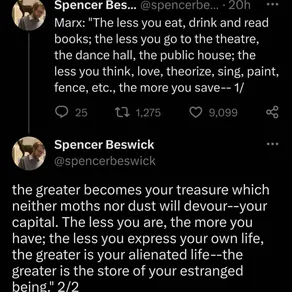 Spencer Bes... @spencerbe... · 20h
Marx: "The less you eat, drink and read
books; the less you go to the theatre,
the dance hall, the public house; the
less you think, love, theorize, sing, paint,
fence, etc., the more you save-- 1/
25 1,275 9,099
Spencer Beswick
@spencerbeswick
the greater becomes your treasure which
neither moths nor dust will devour--your
capital. The less you are, the more you
have; the less you express your own life,
the greater is your alienated life--the
greater is the store of your estranged
being." 2/2